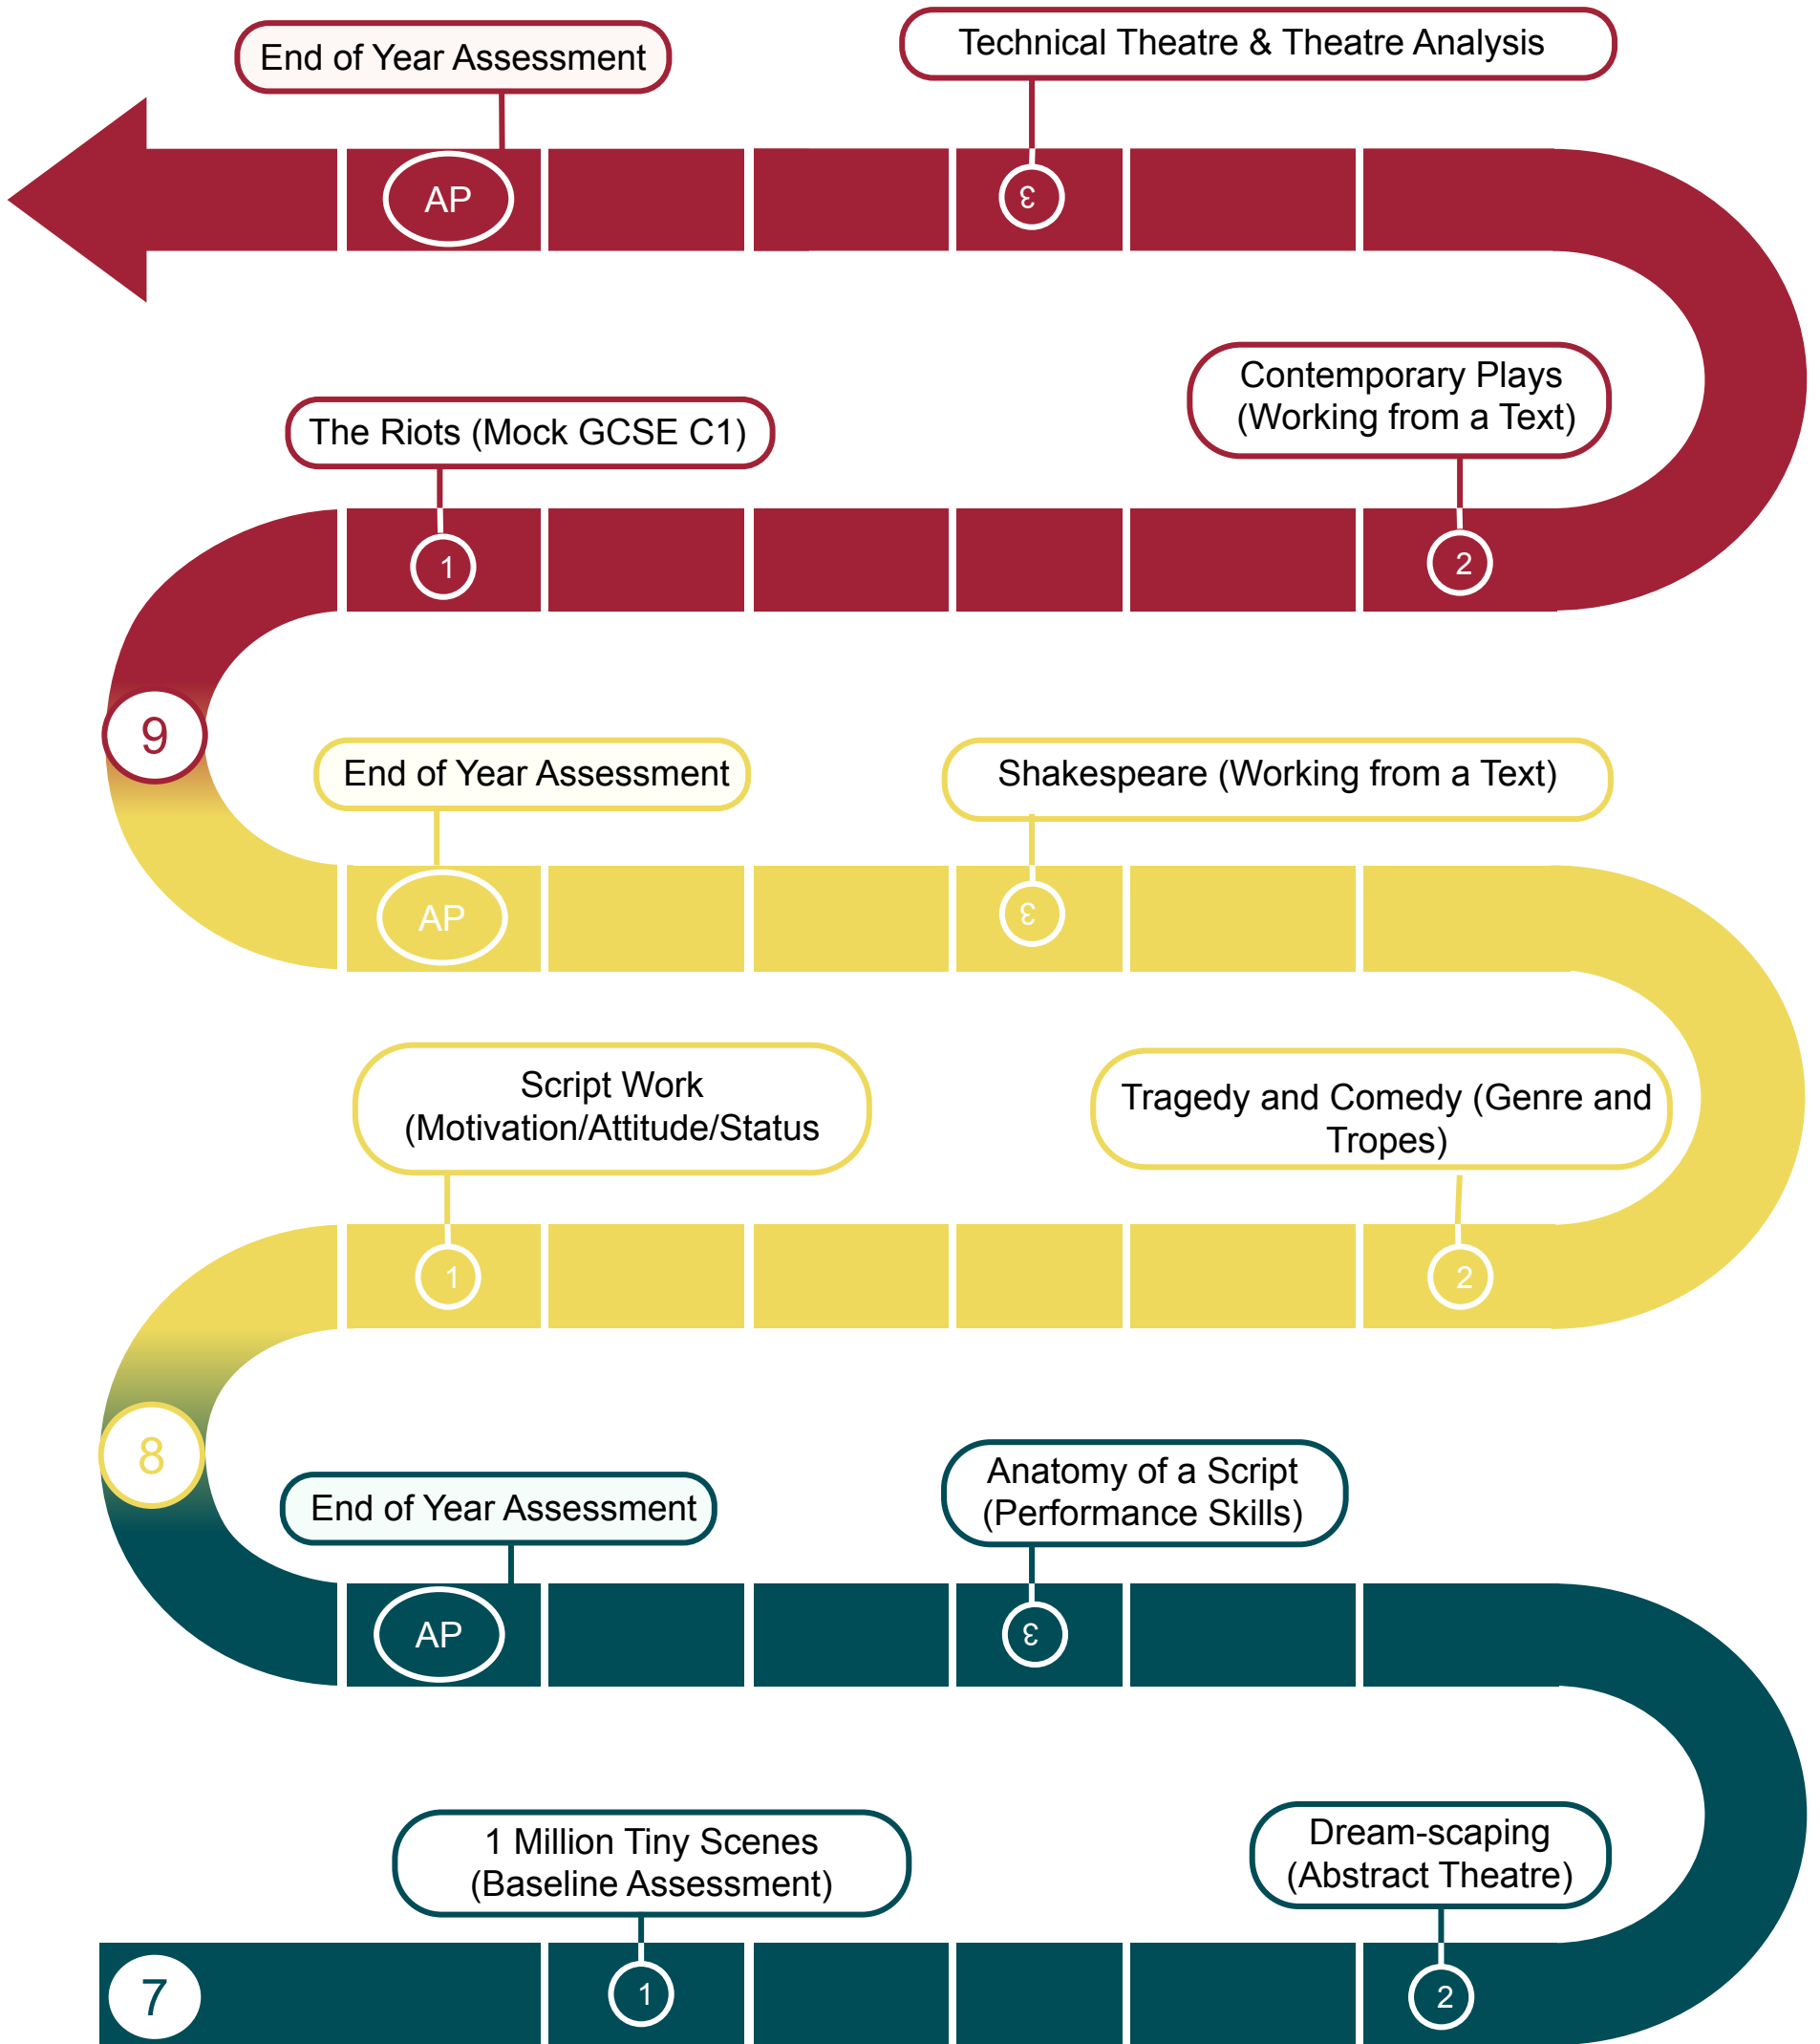 End of Year Assessment
Technical Theatre & Theatre Analysis
AP
3
Contemporary Plays
(Working from a Text)
The Riots (Mock GCSE C1)
1
2
9
End of Year Assessment
Shakespeare (Working from a Text)
AP
3
Script Work
(Motivation/Attitude/Status
Tragedy and Comedy (Genre and
Tropes)
1
2
8
End of Year Assessment
Anatomy of a Script
(Performance Skills)
AP
3
1 Million Tiny Scenes
(Baseline Assessment)
Dream-scaping
(Abstract Theatre)
7
1
2